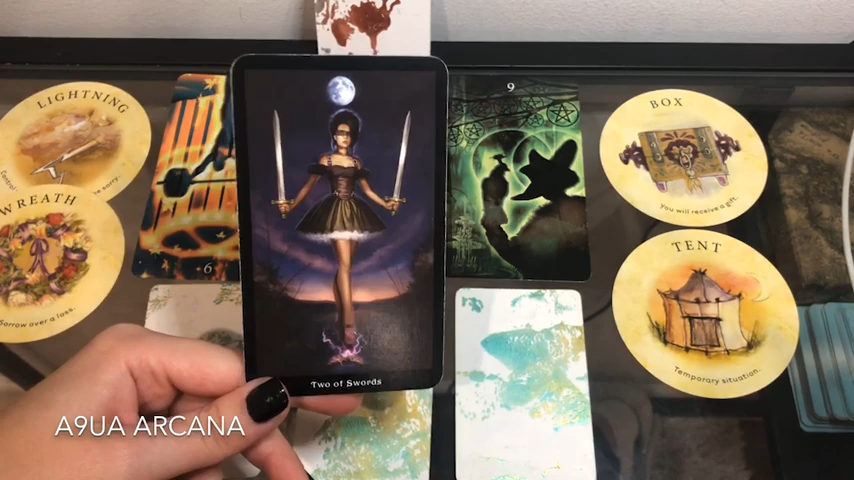 LIGHTNING
WREATH
Sorrow over a loss.
6
Two of Swords
9
BOX
You will receive a gift.
TENT
Temporary situation.
A9UA ARCANA